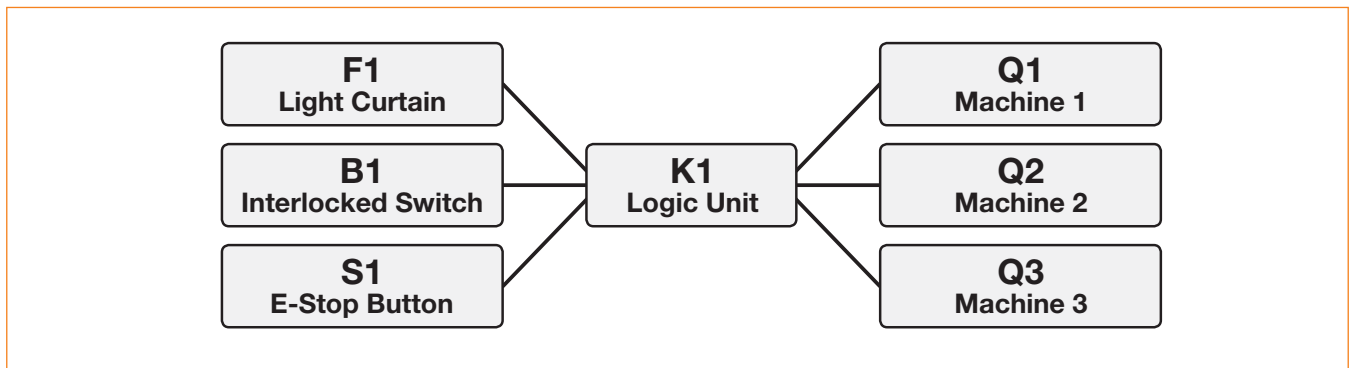 F1
Light Curtain
B1
Interlocked Switch
S1
E-Stop Button
K1
Logic Unit
Q1
Machine 1
Q2
Machine 2
Q3
Machine 3